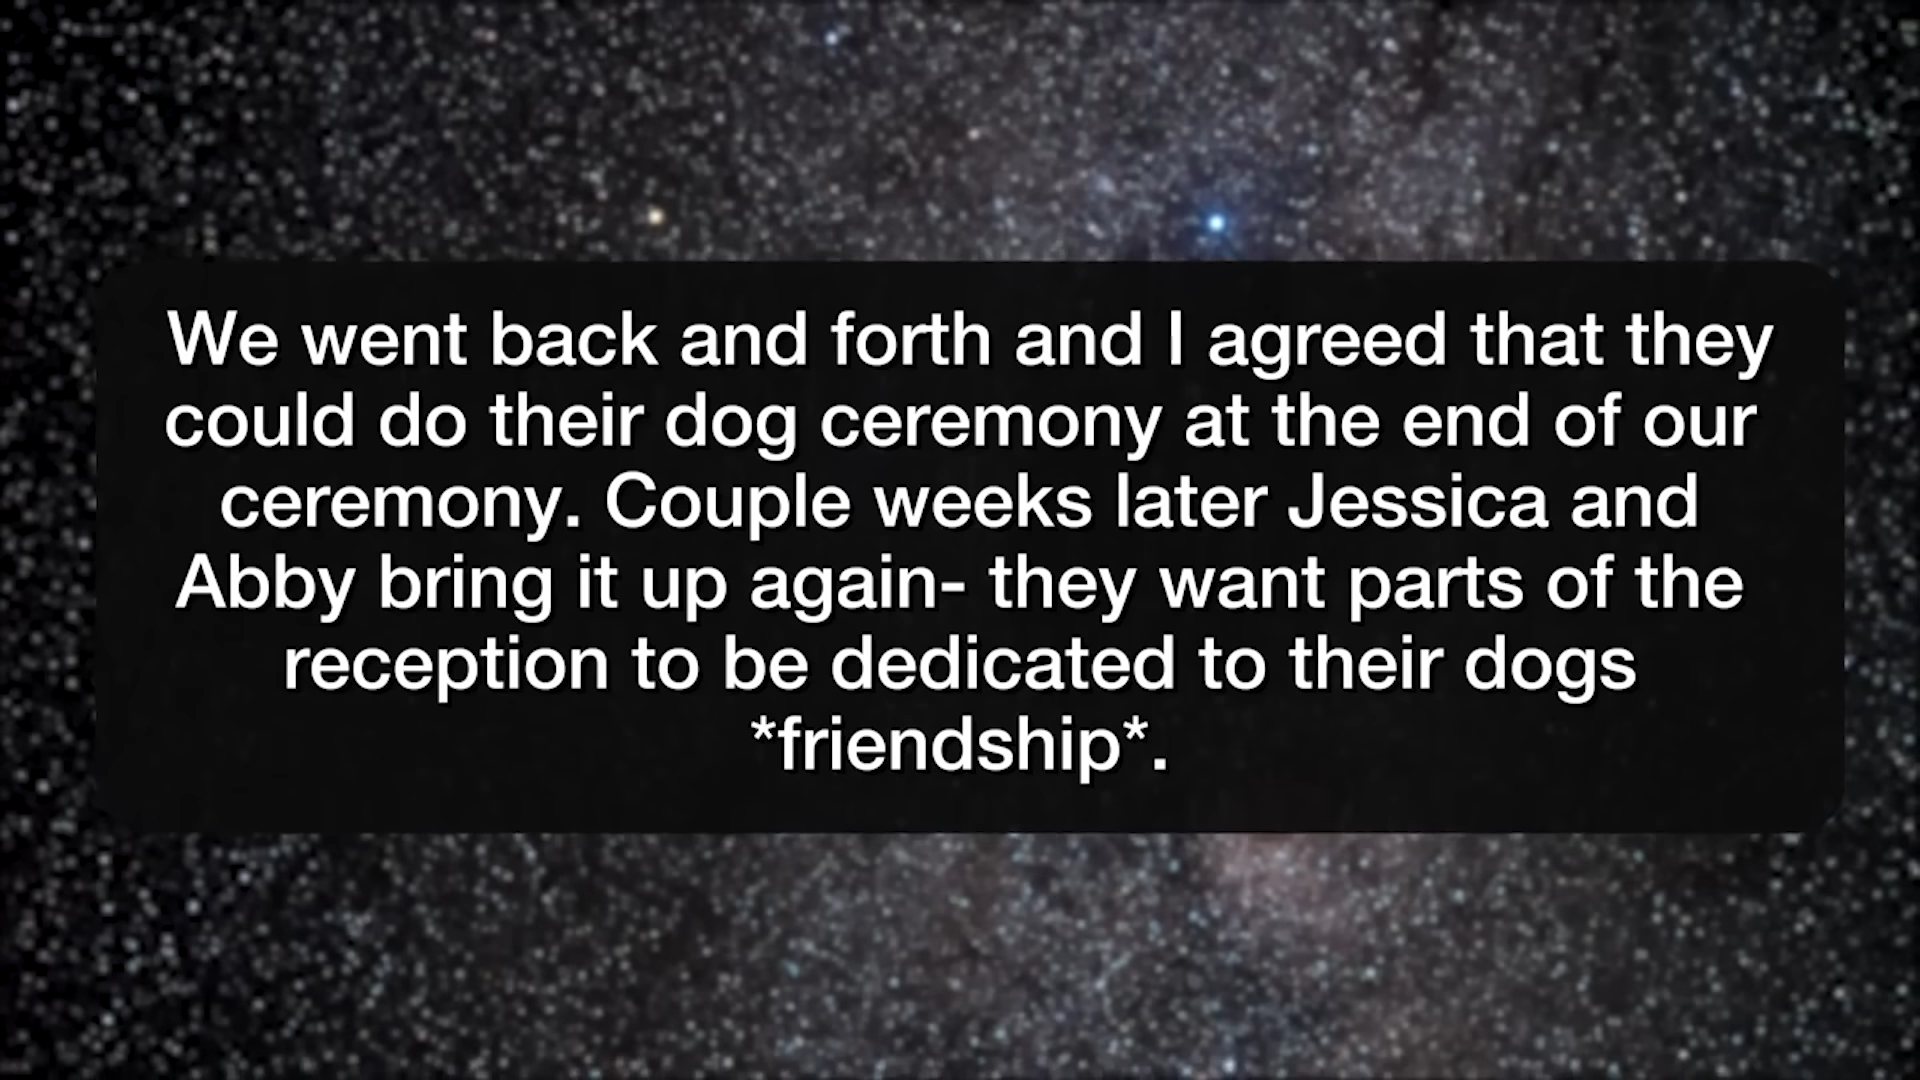 We went back and forth and I agreed that they
could do their dog ceremony at the end of our
ceremony. Couple weeks later Jessica and
Abby bring it up again- they want parts of the
reception to be dedicated to their dogs
*friendship*.